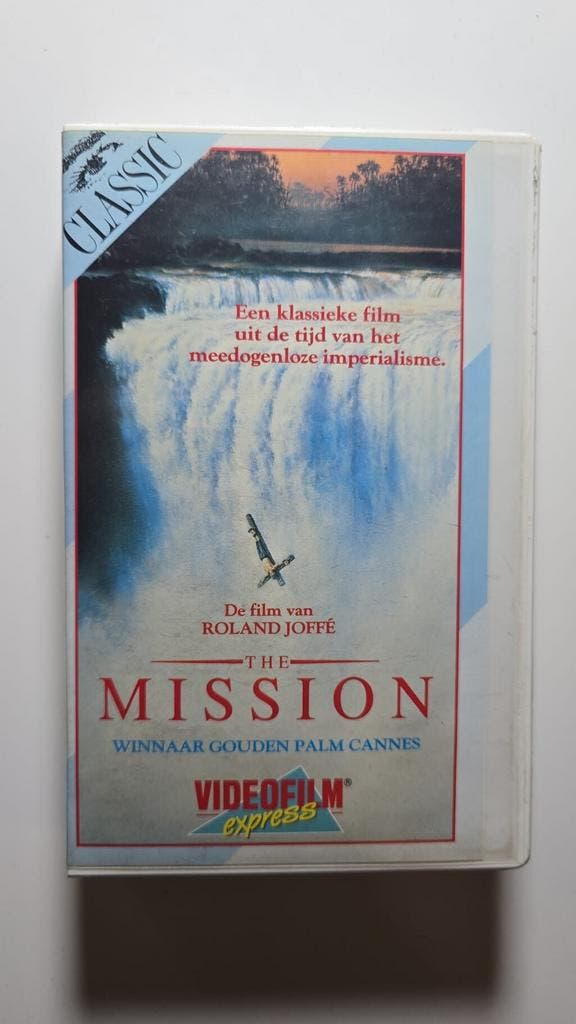 CLASSIC
Een klassieke film
uit de tijd van het
meedogenloze imperialisme.
De film van
ROLAND JOFFÉ
THE
MISSION
WINNAAR GOUDEN PALM CANNES
VIDEOFILM®
express